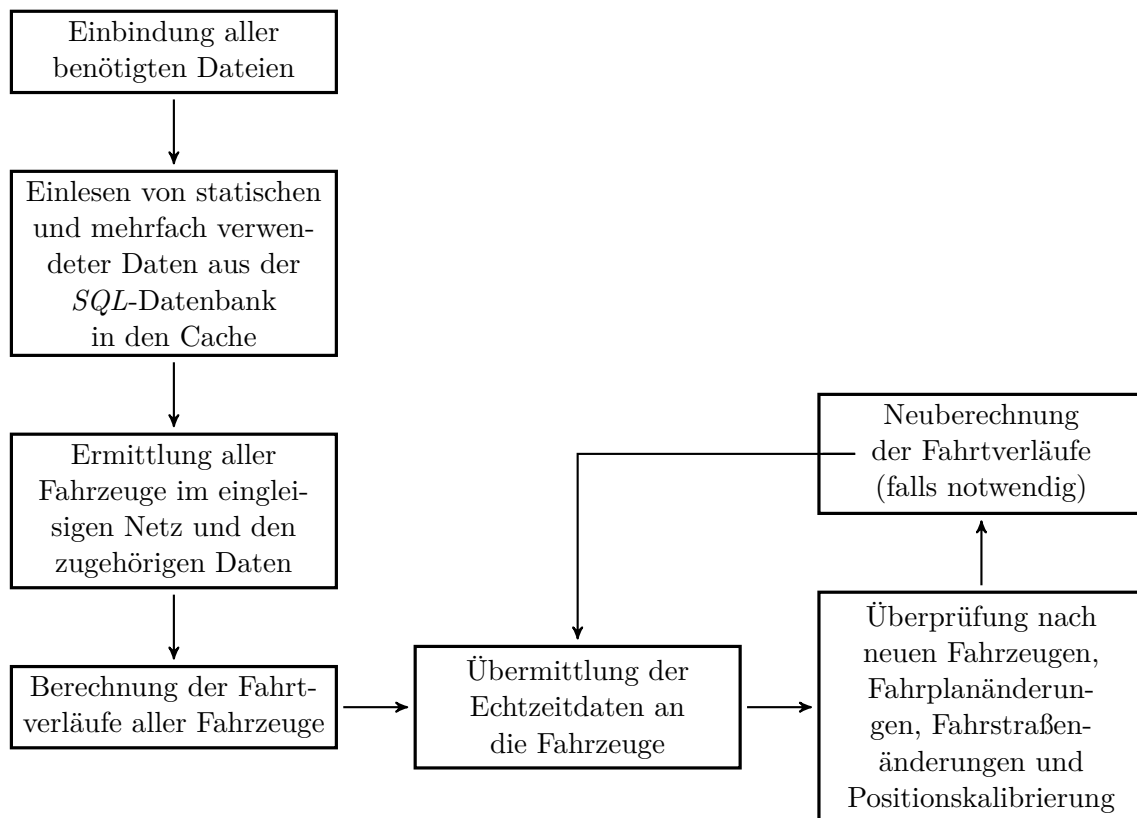 Einbindung aller
benötigten Dateien
Einlesen von statischen
und mehrfach verwen-
deter Daten aus der
SQL-Datenbank
in den Cache
Ermittlung aller
Fahrzeuge im einglei-
sigen Netz und den
zugehörigen Daten
Berechnung der Fahrt-
verläufe aller Fahrzeuge
Übermittlung der
Echtzeitdaten an
die Fahrzeuge
Überprüfung nach
neuen Fahrzeugen,
Fahrplanänderun-
gen, Fahrstraßen-
änderungen und
Positionskalibrierung
Neuberechnung
der Fahrtverläufe
(falls notwendig)